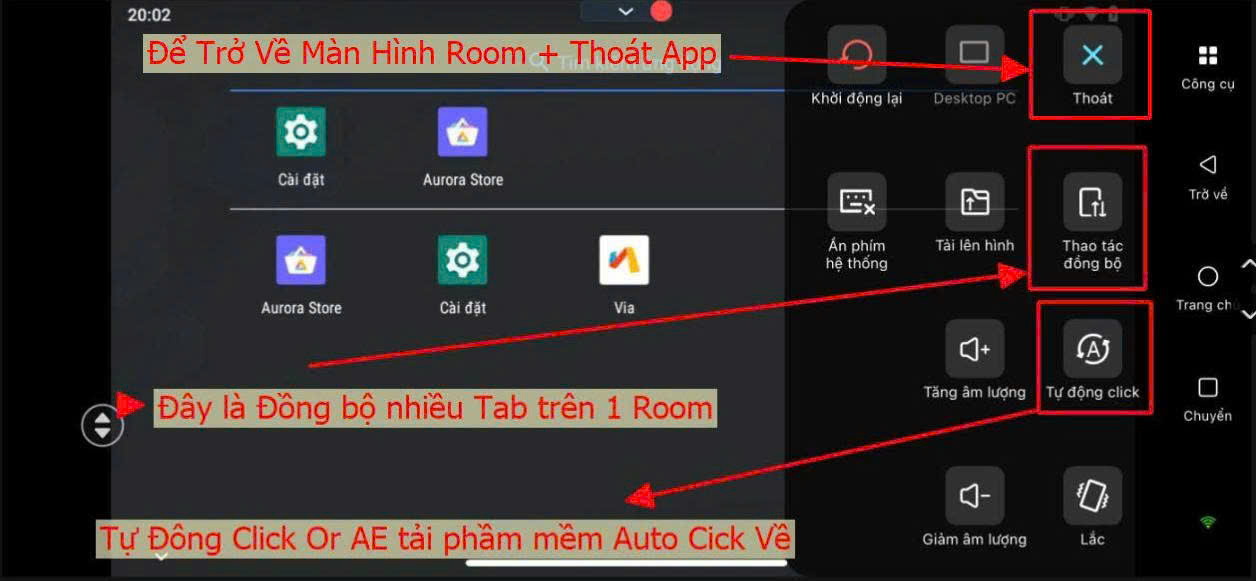 20:02
Để Trở Về Màn Hình Room + Thoát App
Khởi động lại
Desktop PC
Thoát
Công cụ
Cài đặt
Aurora Store
Trở về
Ẩn phím
hệ thống
Tải lên hình
Thao tác
đồng bộ
Aurora Store
Cài đặt
Via
Trang chủ
Đây là Đồng bộ nhiều Tab trên 1 Room
Tăng âm lượng
Tự động click
Chuyển
Tự Đông Click Or AE tải phầm mềm Auto Cick Về
Giảm âm lượng
Lắc